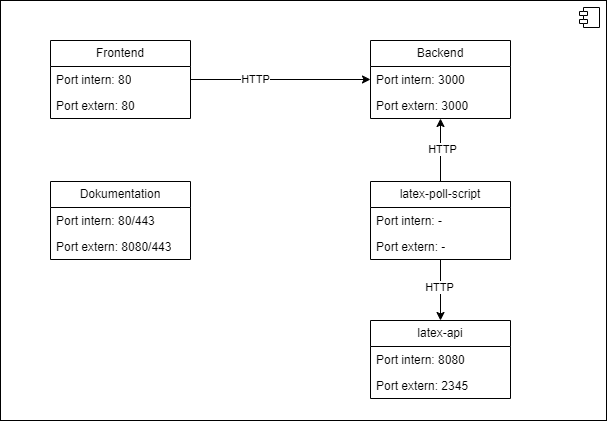 Frontend
Port intern: 80
Port extern: 80
HTTP
Backend
Port intern: 3000
Port extern: 3000
HTTP
Dokumentation
Port intern: 80/443
Port extern: 8080/443
latex-poll-script
Port intern: -
Port extern: -
HTTP
latex-api
Port intern: 8080
Port extern: 2345